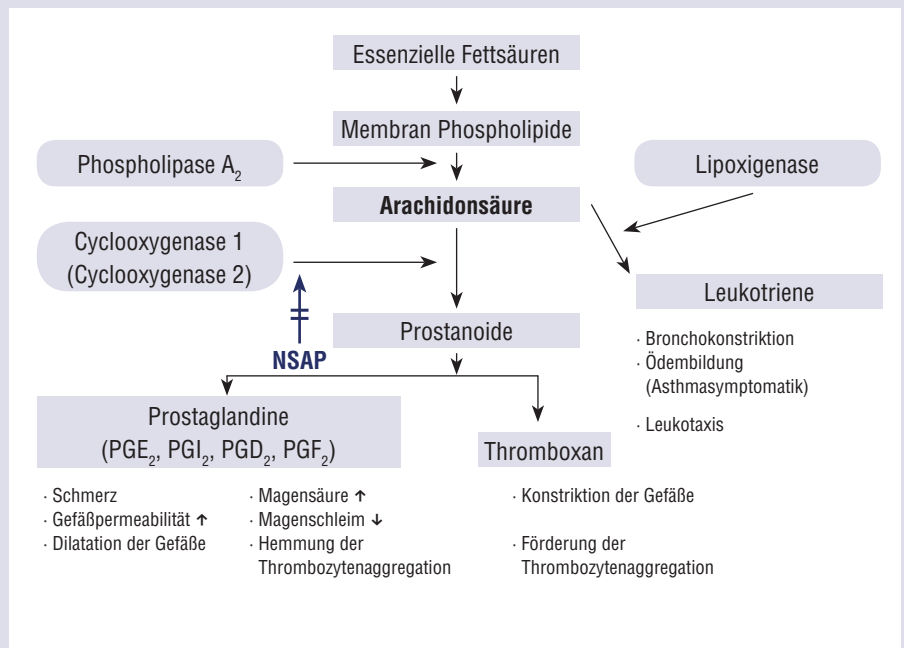 Essenzielle Fettsäuren
Membran Phospholipide
Phospholipase A₂
Lipoxigenase
Arachidonsäure
Cyclooxygenase 1
(Cyclooxygenase 2)
Leukotriene
· Bronchokonstriktion
· Ödembildung
(Asthmasymptomatik)
· Leukotaxis
Prostanoide
NSAP
Prostaglandine
(PGE₂, PGI₂, PGD₂, PGF₂)
Thromboxan
· Schmerz
· Gefäßpermeabilität ↑
· Dilatation der Gefäße
· Magensäure ↑
· Magenschleim ↓
· Hemmung der
Thrombozytenaggregation
· Konstriktion der Gefäße
· Förderung der
Thrombozytenaggregation